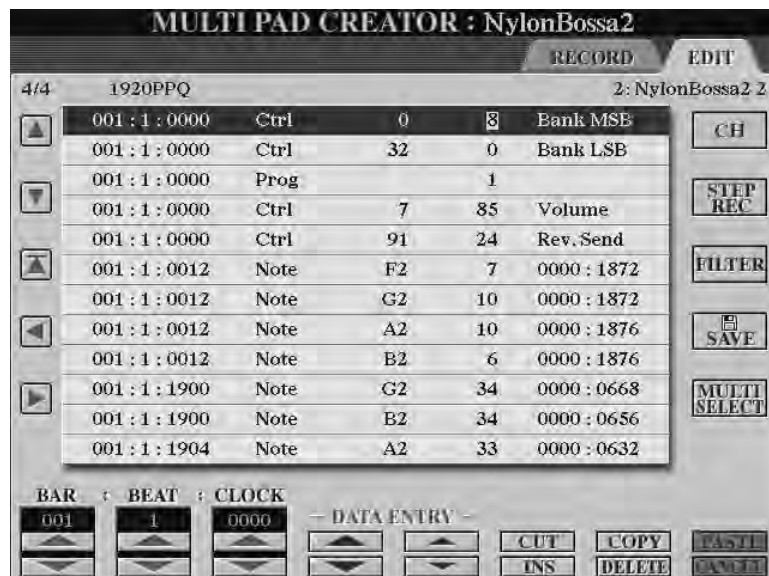 MULTI PAD CREATOR : NylonBossa2
RECORD EDIT
4/4 1920PPQ 2: NylonBossa2 2
001 : 1 : 0000 Ctrl 0 8 Bank MSB
001 : 1 : 0000 Ctrl 32 0 Bank LSB
001 : 1 : 0000 Prog 1
001 : 1 : 0000 Ctrl 7 85 Volume
001 : 1 : 0000 Ctrl 91 24 Rev. Send
001 : 1 : 0012 Note F2 7 0000 : 1872
001 : 1 : 0012 Note G2 10 0000 : 1872
001 : 1 : 0012 Note A2 10 0000 : 1876
001 : 1 : 0012 Note B2 6 0000 : 1876
001 : 1 : 1900 Note G2 34 0000 : 0668
001 : 1 : 1900 Note B2 34 0000 : 0656
001 : 1 : 1904 Note A2 33 0000 : 0632
CH
STEP
REC
FILTER
SAVE
MULTI
SELECT
BAR : BEAT : CLOCK
001 1 0000
DATA ENTRY
CUT COPY PASTE
INS DELETE CANCEL